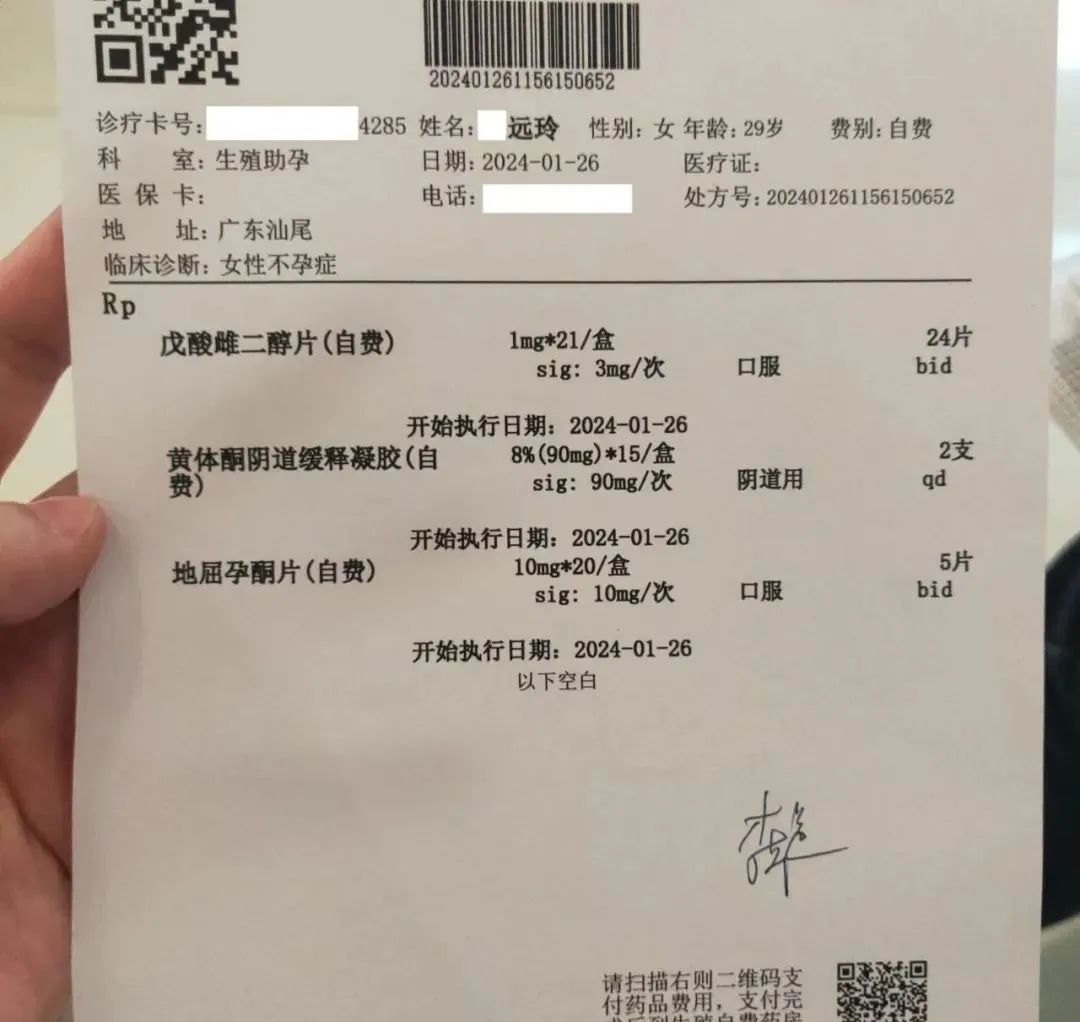 202401261156150652
诊疗卡号: 4285 姓名: 远玲 性别: 女 年龄: 29岁 费别: 自费
科 室: 生殖助孕 日期: 2024-01-26 医疗证:
医 保 卡: 电话: 处方号: 202401261156150652
地 址: 广东汕尾
临床诊断: 女性不孕症
Rp
戊酸雌二醇片(自费) 1mg*21/盒 24片
sig: 3mg/次 口服 bid
开始执行日期: 2024-01-26
黄体酮阴道缓释凝胶(自 8%(90mg)*15/盒 2支
费) sig: 90mg/次 阴道用 qd
开始执行日期: 2024-01-26
地屈孕酮片(自费) 10mg*20/盒 5片
sig: 10mg/次 口服 bid
开始执行日期: 2024-01-26
以下空白
请扫描右则二维码支
付药品费用, 支付完